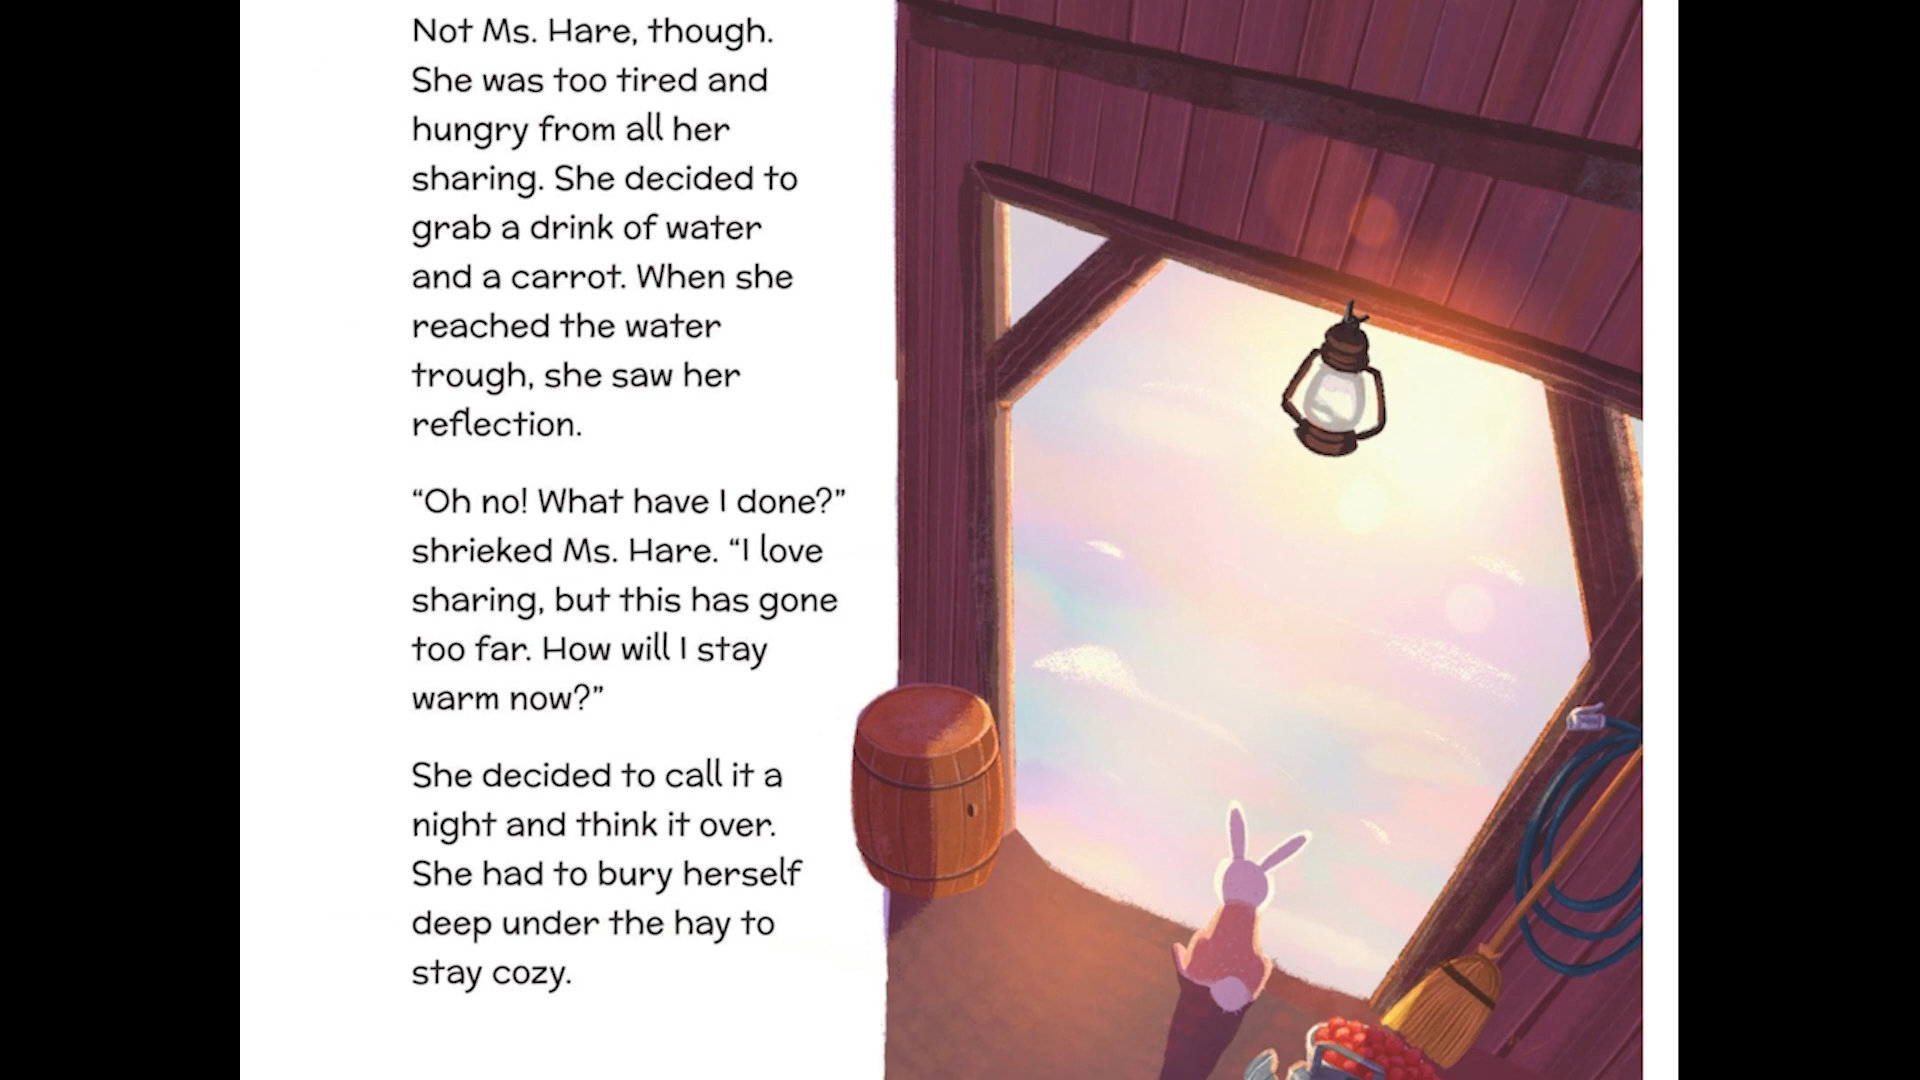 Not Ms. Hare, though.
She was too tired and
hungry from all her
sharing. She decided to
grab a drink of water
and a carrot. When she
reached the water
trough, she saw her
reflection.
“Oh no! What have I done?”
shrieked Ms. Hare. “I love
sharing, but this has gone
too far. How will I stay
warm now?”
She decided to call it a
night and think it over.
She had to bury herself
deep under the hay to
stay cozy.